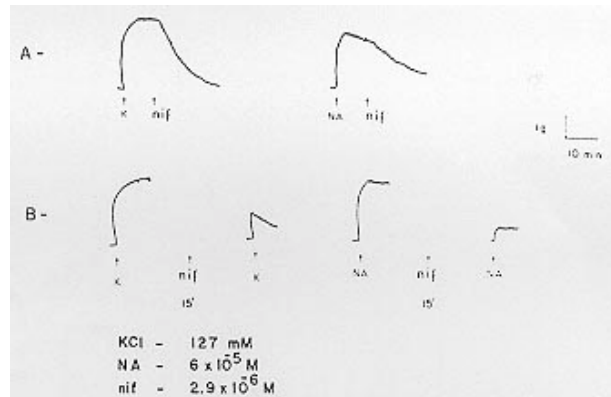 A -
K nif
NA nif
1g
10 min
B -
K nif K
NA nif NA
15' 15'
KCl - 127 mM
NA - 6 x 10⁻⁵ M
nif - 2.9 x 10⁻⁶ M